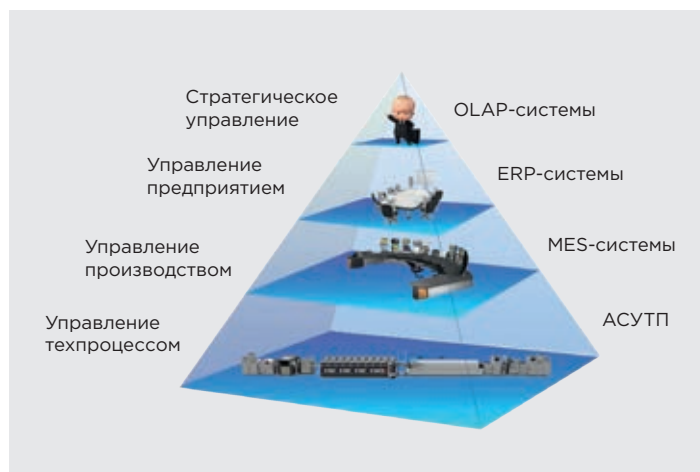 Стратегическое
управление
OLAP-системы
Управление
предприятием
ERP-системы
Управление
производством
MES-системы
Управление
техпроцессом
АСУТП